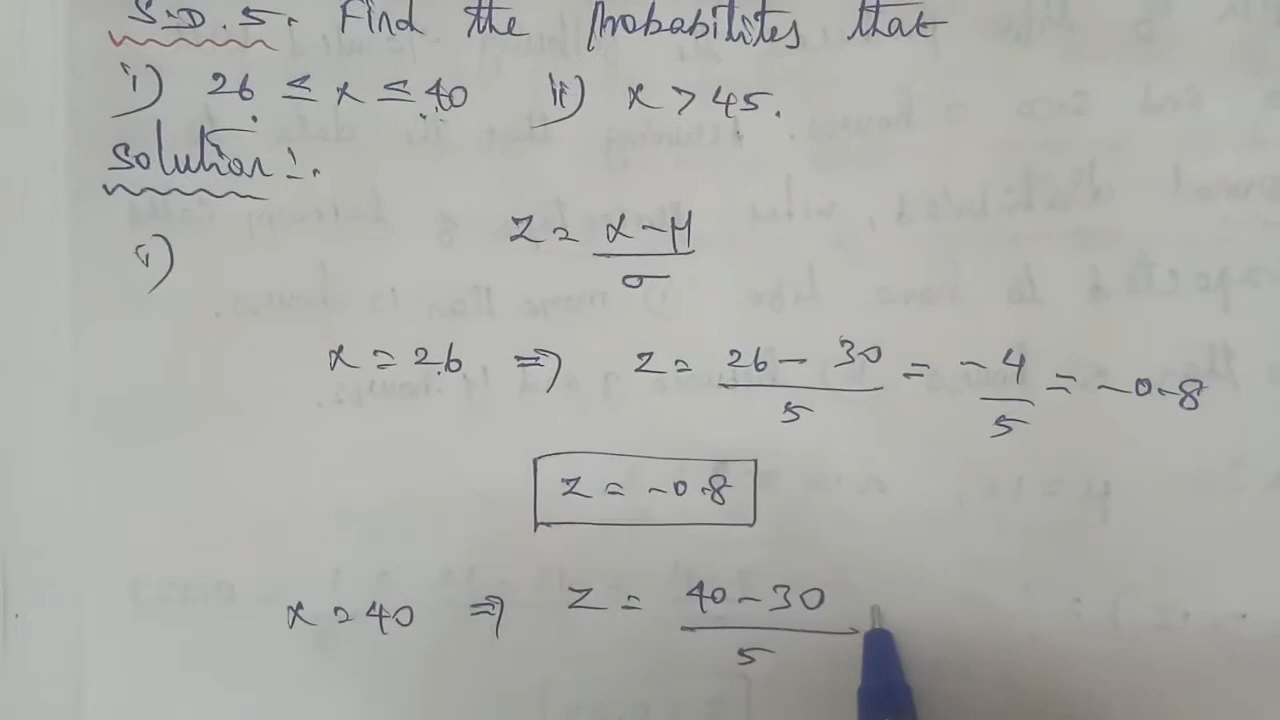 S.D. 5. Find the Probabilites that
i) 26 ≤ x ≤ 40 ii) x > 45.
Solution :.
i) Z = x - μ / σ
x = 26 ⇒ Z = 26 - 30 / 5 = -4 / 5 = -0.8
Z = -0.8
x = 40 ⇒ Z = 40 - 30 / 5